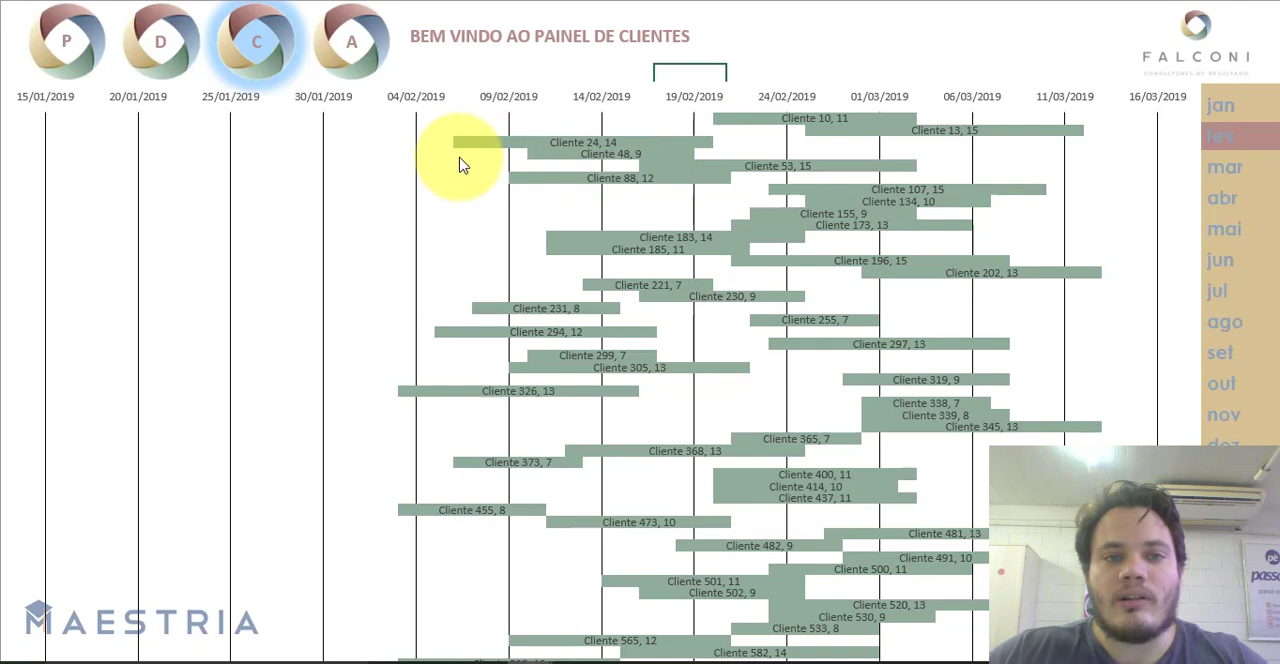 P D C A
BEM VINDO AO PAINEL DE CLIENTES
FALCONI
CONSULTORES DE RESULTADO
15/01/2019 20/01/2019 25/01/2019 30/01/2019 04/02/2019 09/02/2019 14/02/2019 19/02/2019 24/02/2019 01/03/2019 06/03/2019 11/03/2019 16/03/2019
jan
fev
mar
abr
mai
jun
jul
ago
set
out
nov
dez
Cliente 10, 11
Cliente 13, 15
Cliente 24, 14
Cliente 48, 9
Cliente 53, 15
Cliente 88, 12
Cliente 107, 15
Cliente 134, 10
Cliente 155, 9
Cliente 173, 13
Cliente 183, 14
Cliente 185, 11
Cliente 196, 15
Cliente 202, 13
Cliente 221, 7
Cliente 230, 9
Cliente 231, 8
Cliente 255, 7
Cliente 294, 12
Cliente 297, 13
Cliente 299, 7
Cliente 305, 13
Cliente 319, 9
Cliente 326, 13
Cliente 338, 7
Cliente 339, 8
Cliente 345, 13
Cliente 365, 7
Cliente 368, 13
Cliente 373, 7
Cliente 400, 11
Cliente 414, 10
Cliente 437, 11
Cliente 455, 8
Cliente 473, 10
Cliente 481, 13
Cliente 482, 9
Cliente 491, 10
Cliente 500, 11
Cliente 501, 11
Cliente 502, 9
Cliente 520, 13
Cliente 530, 9
Cliente 533, 8
Cliente 565, 12
Cliente 582, 14
MAESTRIA